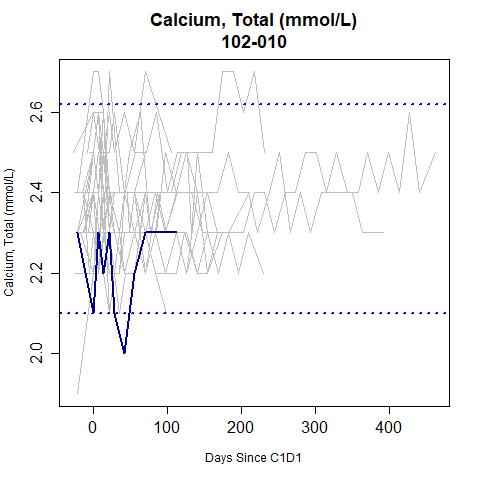 Calcium, Total (mmol/L)
102-010
Calcium, Total (mmol/L)
2.6
2.4
2.2
2.0
0 100 200 300 400
Days Since C1D1